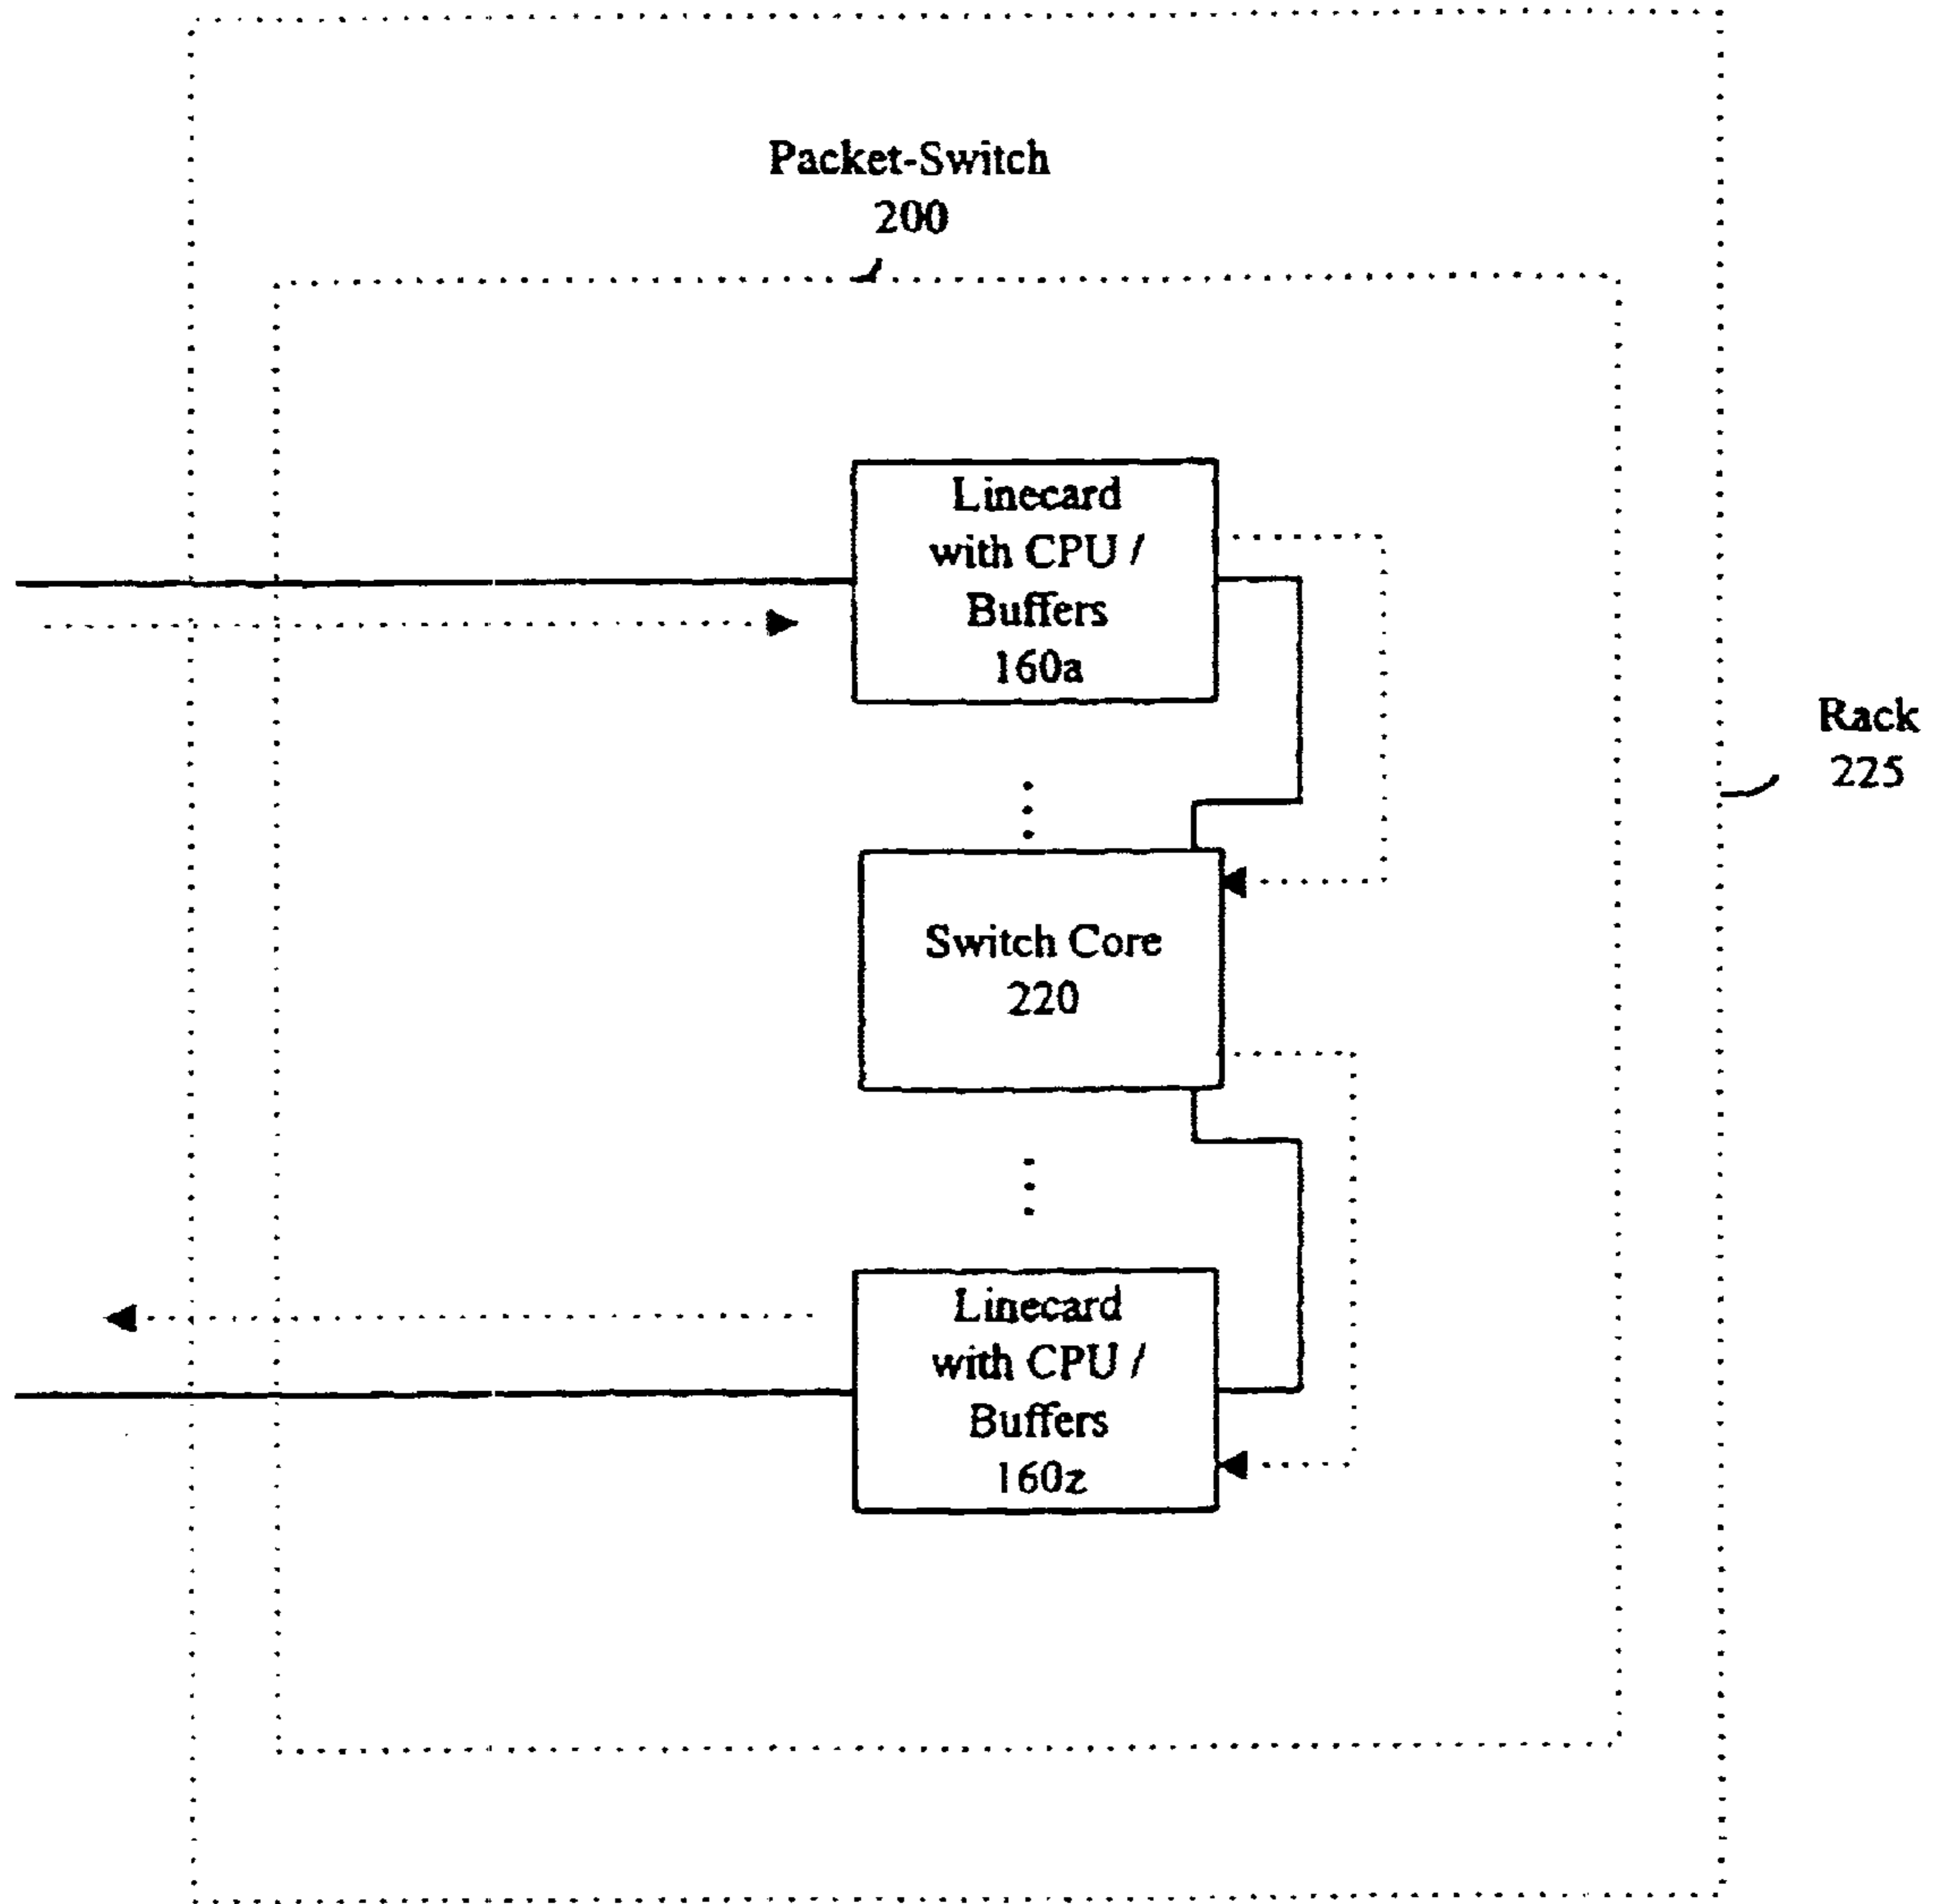 Packet-Switch
200
Linecard
with CPU /
Buffers
160a
Rack
225
Switch Core
220
Linecard
with CPU /
Buffers
160z